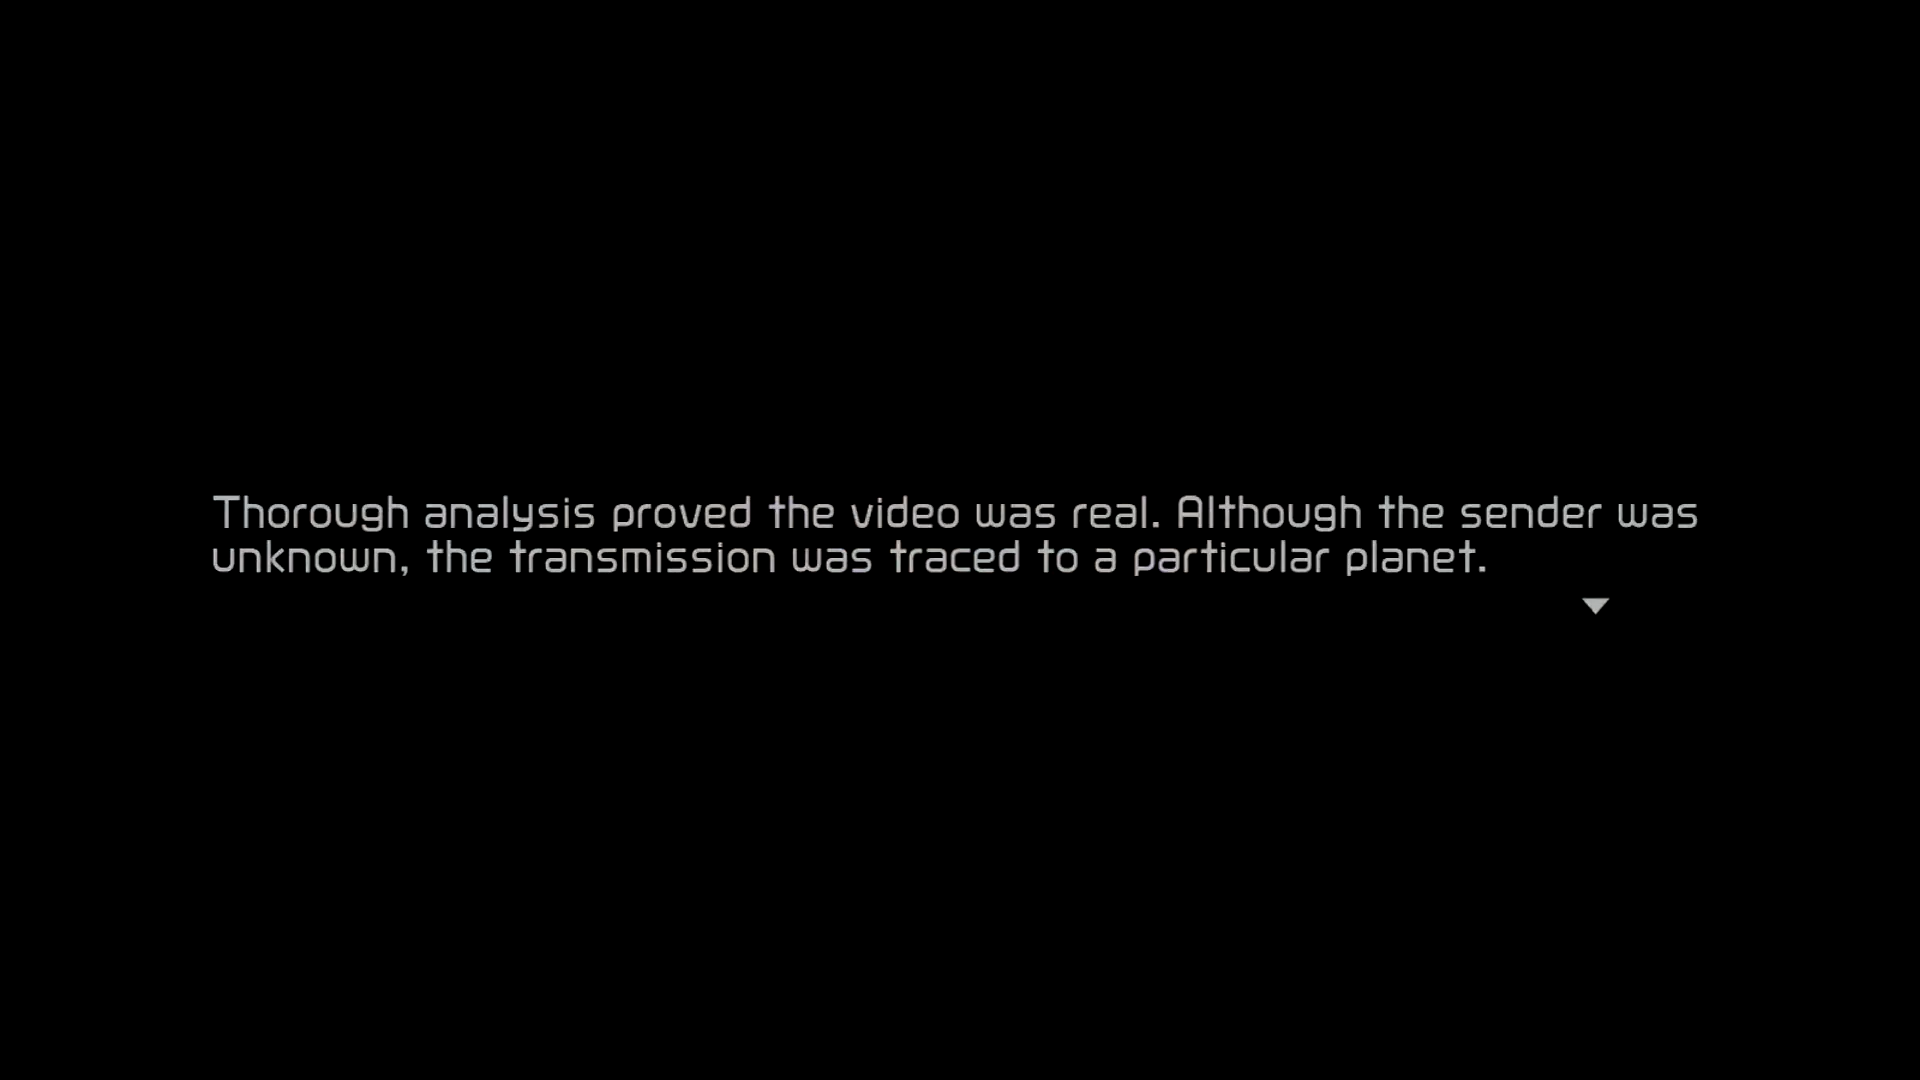 Thorough analysis proved the video was real. Although the sender was
unknown, the transmission was traced to a particular planet.